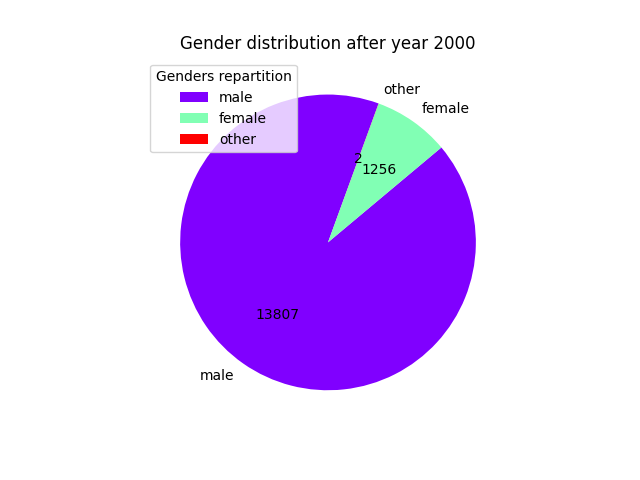 Gender distribution after year 2000
Genders repartition
male
female
other
other
female
2
1256
13807
male